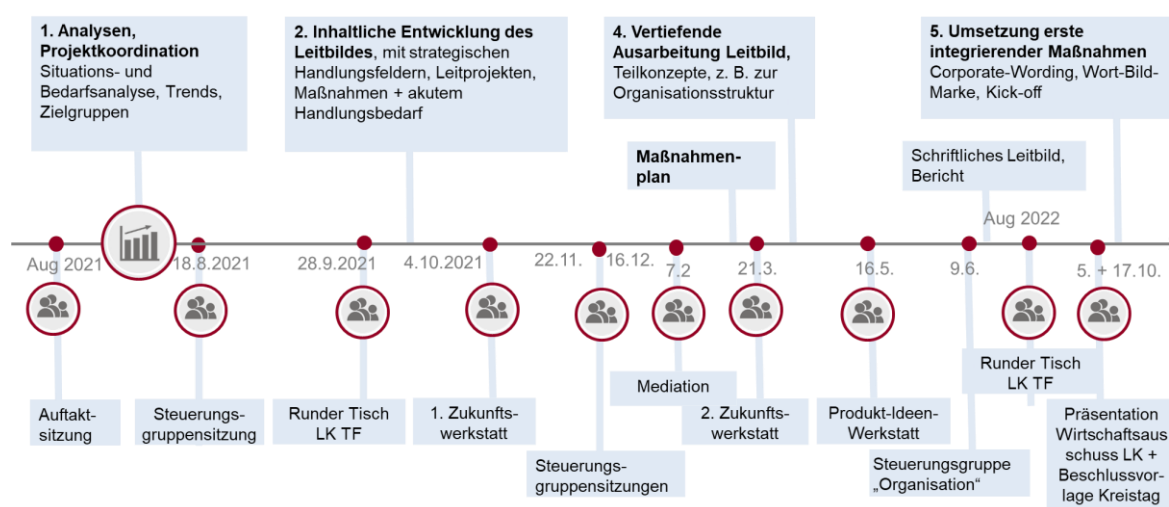 1. Analysen,
Projektkoordination
Situations- und
Bedarfsanalyse, Trends,
Zielgruppen
2. Inhaltliche Entwicklung des
Leitbildes, mit strategischen
Handlungsfeldern, Leitprojekten,
Maßnahmen + akutem
Handlungsbedarf
4. Vertiefende
Ausarbeitung Leitbild,
Teilkonzepte, z. B. zur
Organisationsstruktur
5. Umsetzung erste
integrierender Maßnahmen
Corporate-Wording, Wort-Bild-
Marke, Kick-off
Maßnahmen-
plan
Schriftliches Leitbild,
Bericht
Aug 2022
Aug 2021
18.8.2021
28.9.2021
4.10.2021
22.11.
16.12.
7.2
21.3.
16.5.
9.6.
5. + 17.10.
Auftakt-
sitzung
Steuerungs-
gruppensitzung
Runder Tisch
LK TF
1. Zukunfts-
werkstatt
Steuerungs-
gruppensitzungen
Mediation
2. Zukunfts-
werkstatt
Produkt-Ideen-
Werkstatt
Steuerungsgruppe
„Organisation“
Runder Tisch
LK TF
Präsentation
Wirtschaftsaus
schuss LK +
Beschlussvor-
lage Kreistag